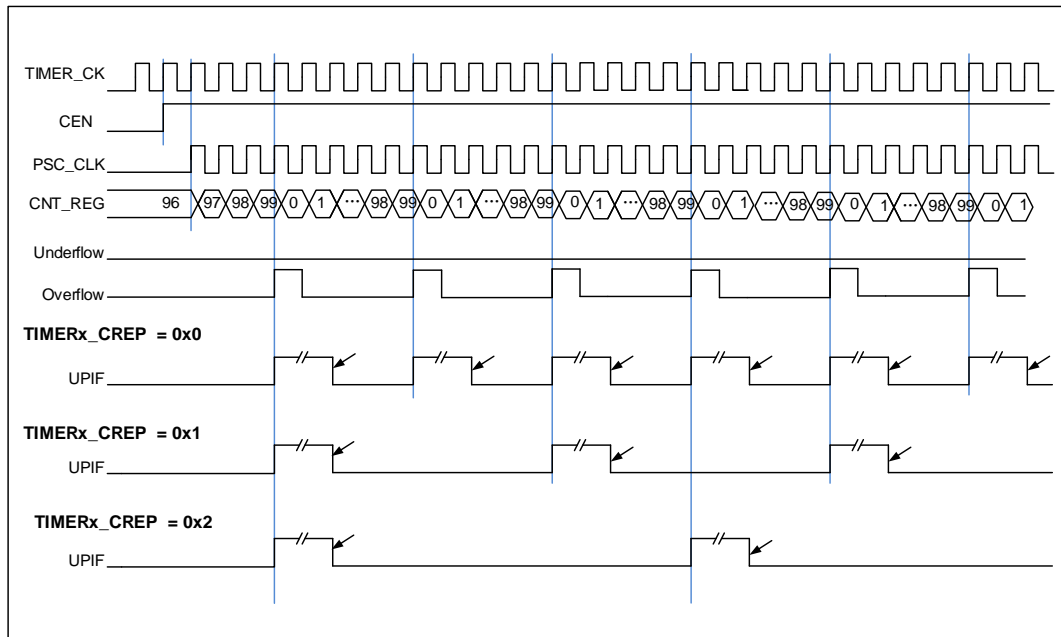 TIMER_CK
CEN
PSC_CLK
CNT_REG 96 97 98 99 0 1 ... 98 99 0 1 ... 98 99 0 1 ... 98 99 0 1 ... 98 99 0 1 ... 98 99 0 1
Underflow
Overflow
TIMERx_CREP = 0x0
UPIF
TIMERx_CREP = 0x1
UPIF
TIMERx_CREP = 0x2
UPIF